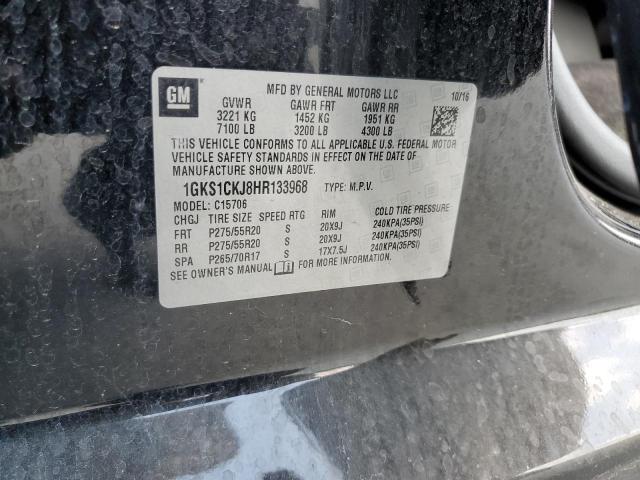 GM
MFD BY GENERAL MOTORS LLC
10/16
GVWR GAWR FRT GAWR RR
3221 KG 1452 KG 1951 KG
7100 LB 3200 LB 4300 LB
THIS VEHICLE CONFORMS TO ALL APPLICABLE U.S. FEDERAL MOTOR
VEHICLE SAFETY STANDARDS IN EFFECT ON THE DATE OF
MANUFACTURE SHOWN ABOVE.
1GKS1CKJ8HR133968 TYPE: M.P.V.
MODEL: C15706
CHGJ TIRE SIZE SPEED RTG RIM COLD TIRE PRESSURE
FRT P275/55R20 S 20X9J 240KPA(35PSI)
RR P275/55R20 S 20X9J 240KPA(35PSI)
SPA P265/70R17 S 17X7.5J 240KPA(35PSI)
SEE OWNER'S MANUAL FOR MORE INFORMATION.